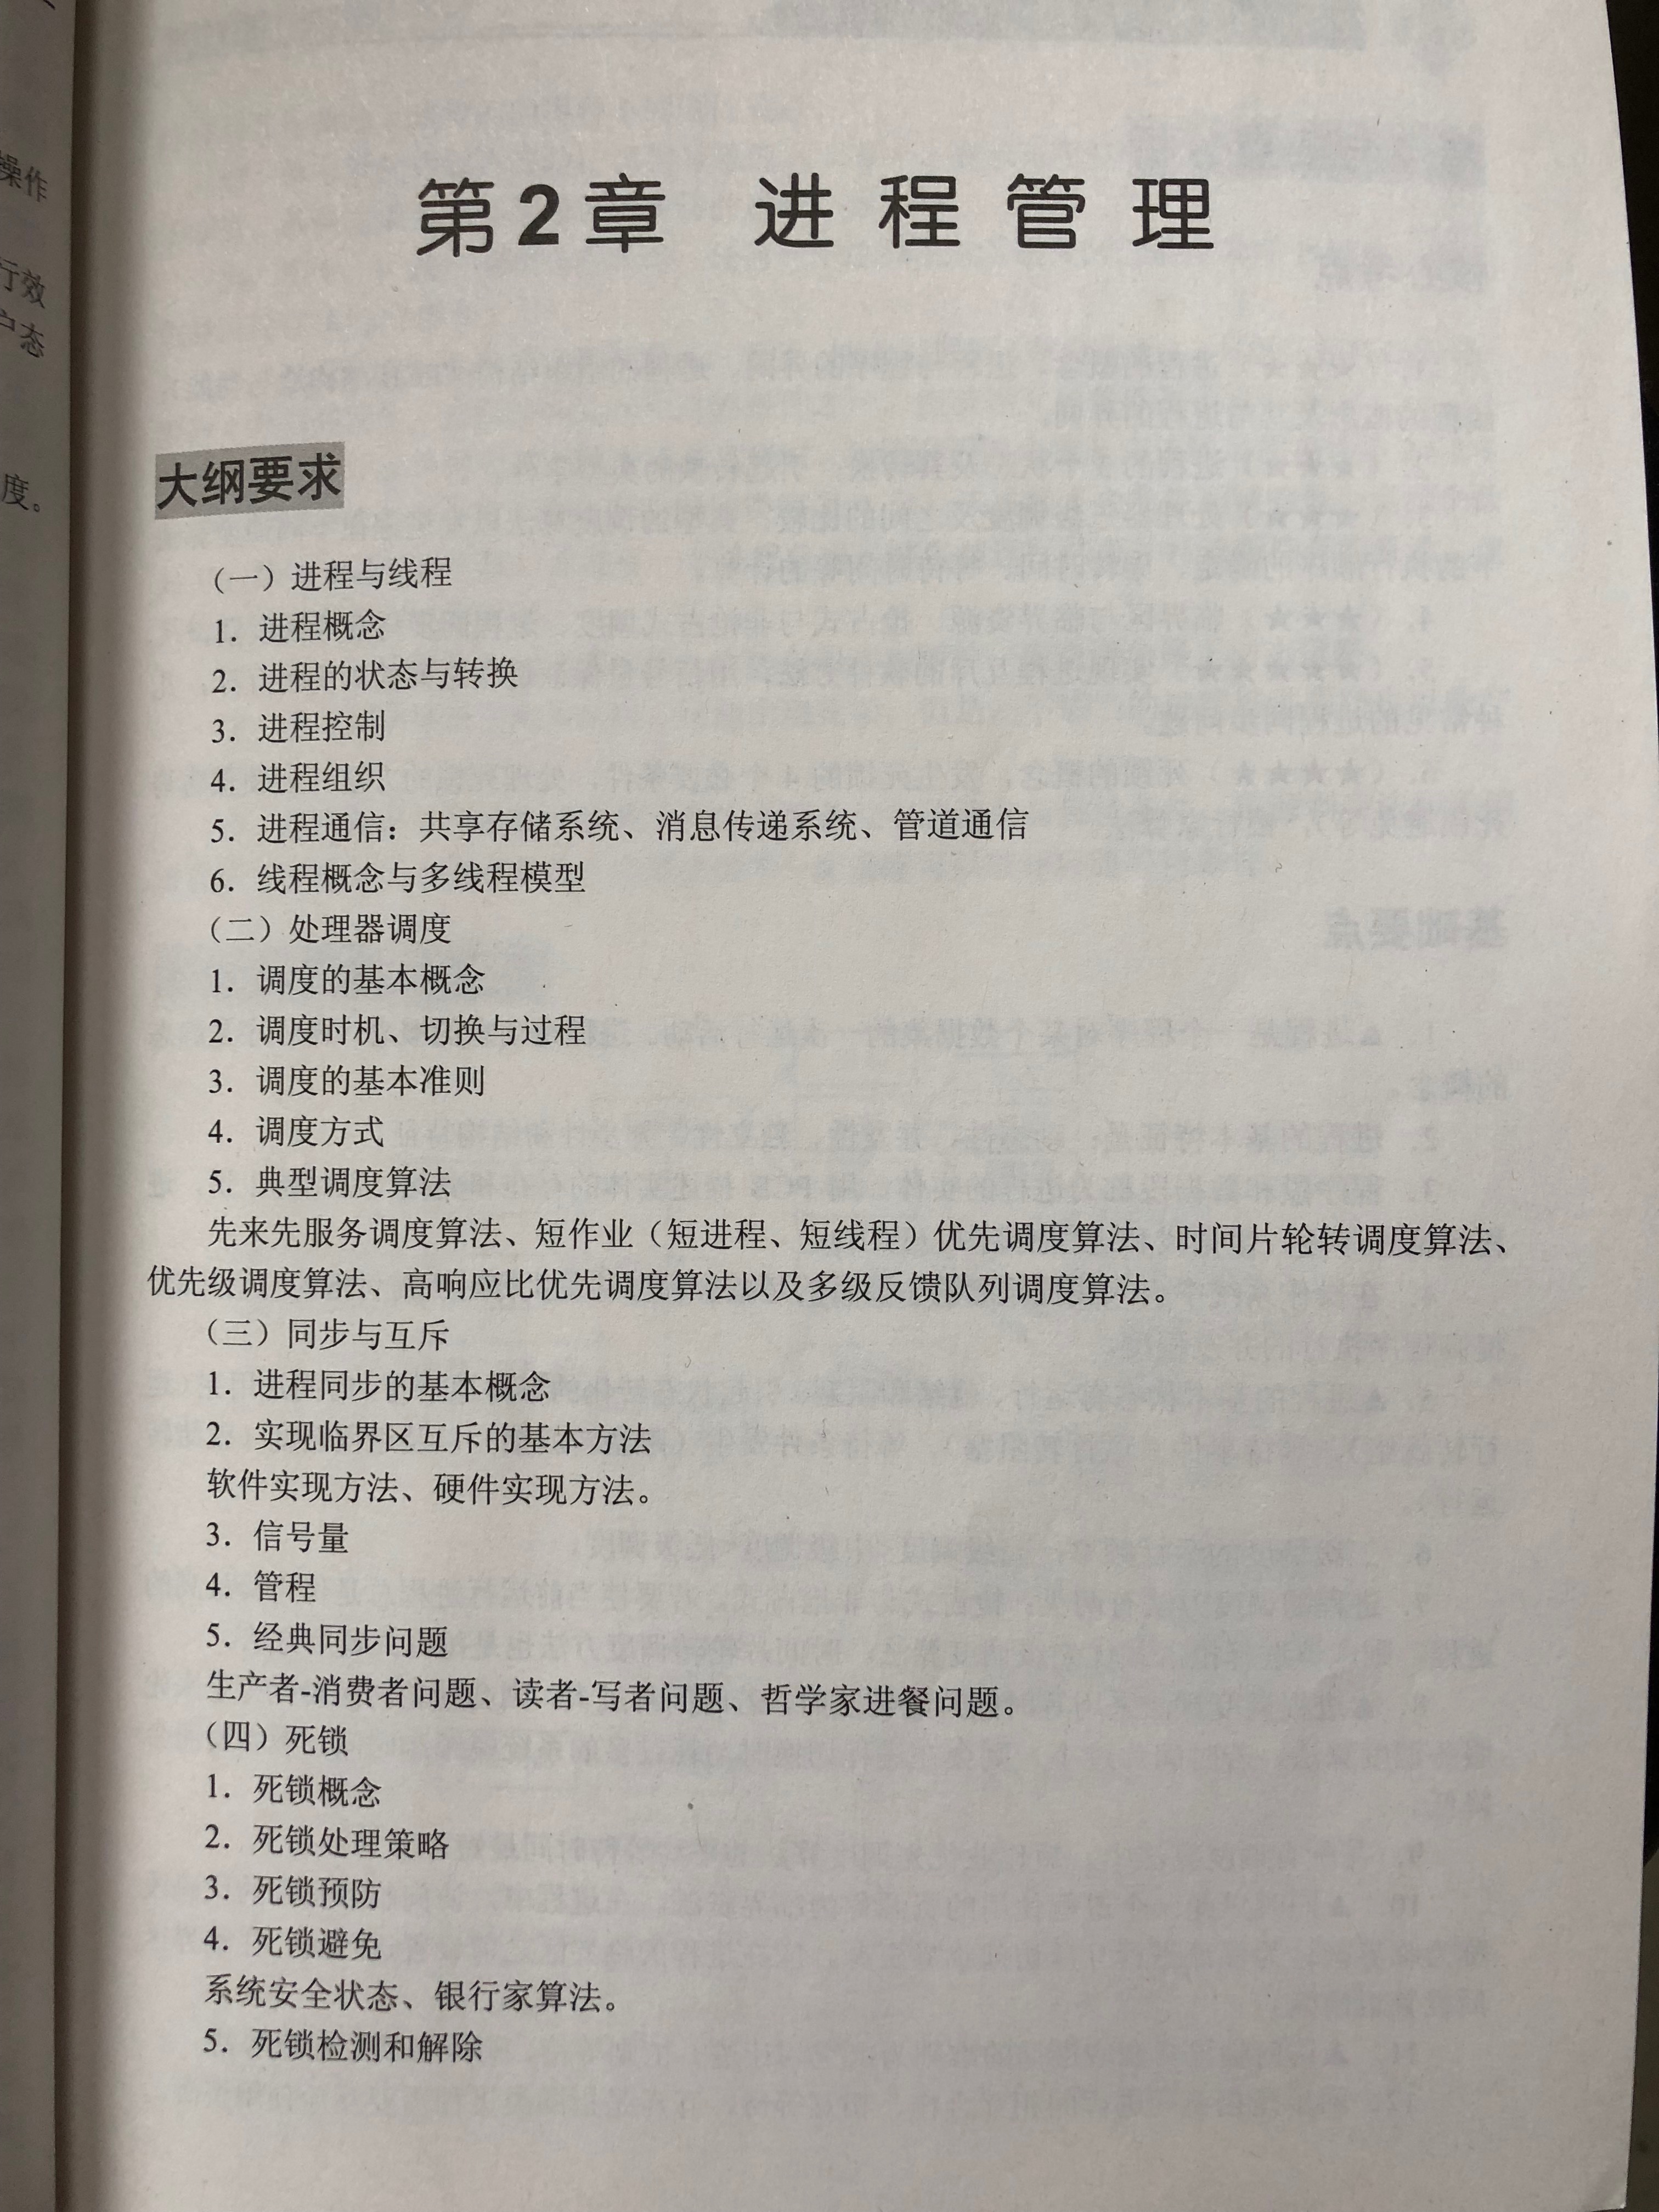 第2章 进程管理
大纲要求
（一）进程与线程
1. 进程概念
2. 进程的状态与转换
3. 进程控制
4. 进程组织
5. 进程通信：共享存储系统、消息传递系统、管道通信
6. 线程概念与多线程模型
（二）处理器调度
1. 调度的基本概念
2. 调度时机、切换与过程
3. 调度的基本准则
4. 调度方式
5. 典型调度算法
先来先服务调度算法、短作业（短进程、短线程）优先调度算法、时间片轮转调度算法、
优先级调度算法、高响应比优先调度算法以及多级反馈队列调度算法。
（三）同步与互斥
1. 进程同步的基本概念
2. 实现临界区互斥的基本方法
软件实现方法、硬件实现方法。
3. 信号量
4. 管程
5. 经典同步问题
生产者-消费者问题、读者-写者问题、哲学家进餐问题。
（四）死锁
1. 死锁概念
2. 死锁处理策略
3. 死锁预防
4. 死锁避免
系统安全状态、银行家算法。
5. 死锁检测和解除
操作
行效
户态
度。